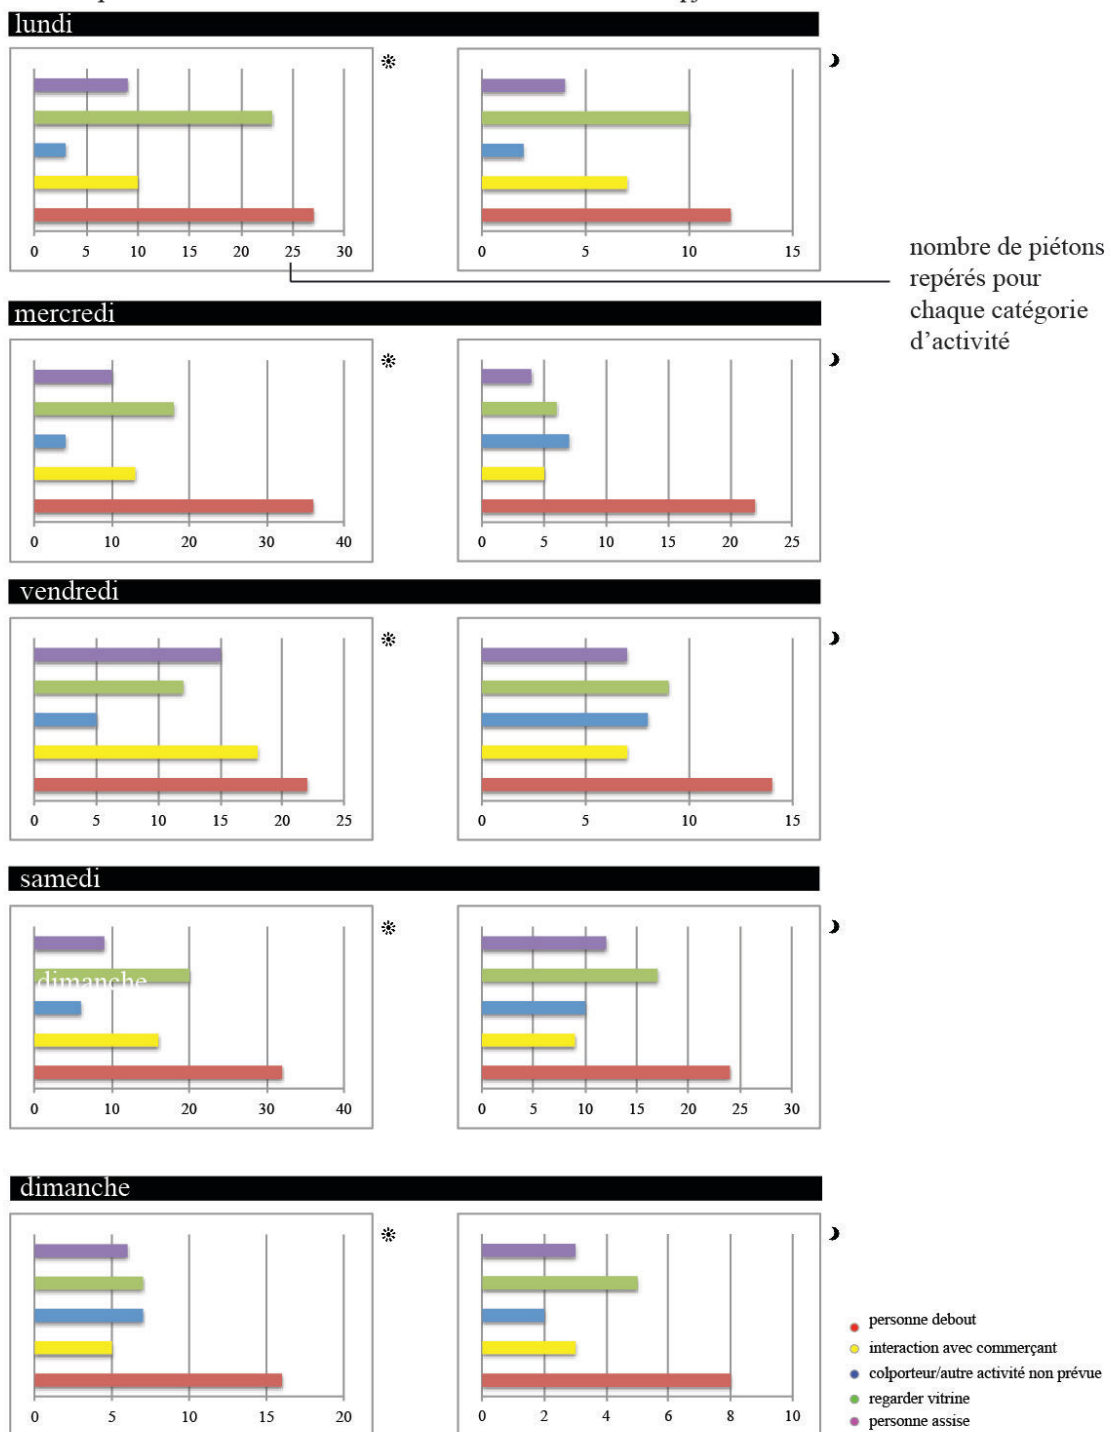 lundi
0 5 10 15 20 25 30
0 5 10 15
nombre de piétons
repérés pour
chaque catégorie
d'activité
mercredi
0 10 20 30 40
0 5 10 15 20 25
vendredi
0 5 10 15 20 25
0 5 10 15
samedi
dimanche
0 10 20 30 40
0 5 10 15 20 25 30
dimanche
0 5 10 15 20
0 2 4 6 8 10
personne debout
interaction avec commerçant
colporteur/autre activité non prévue
regarder vitrine
personne assise